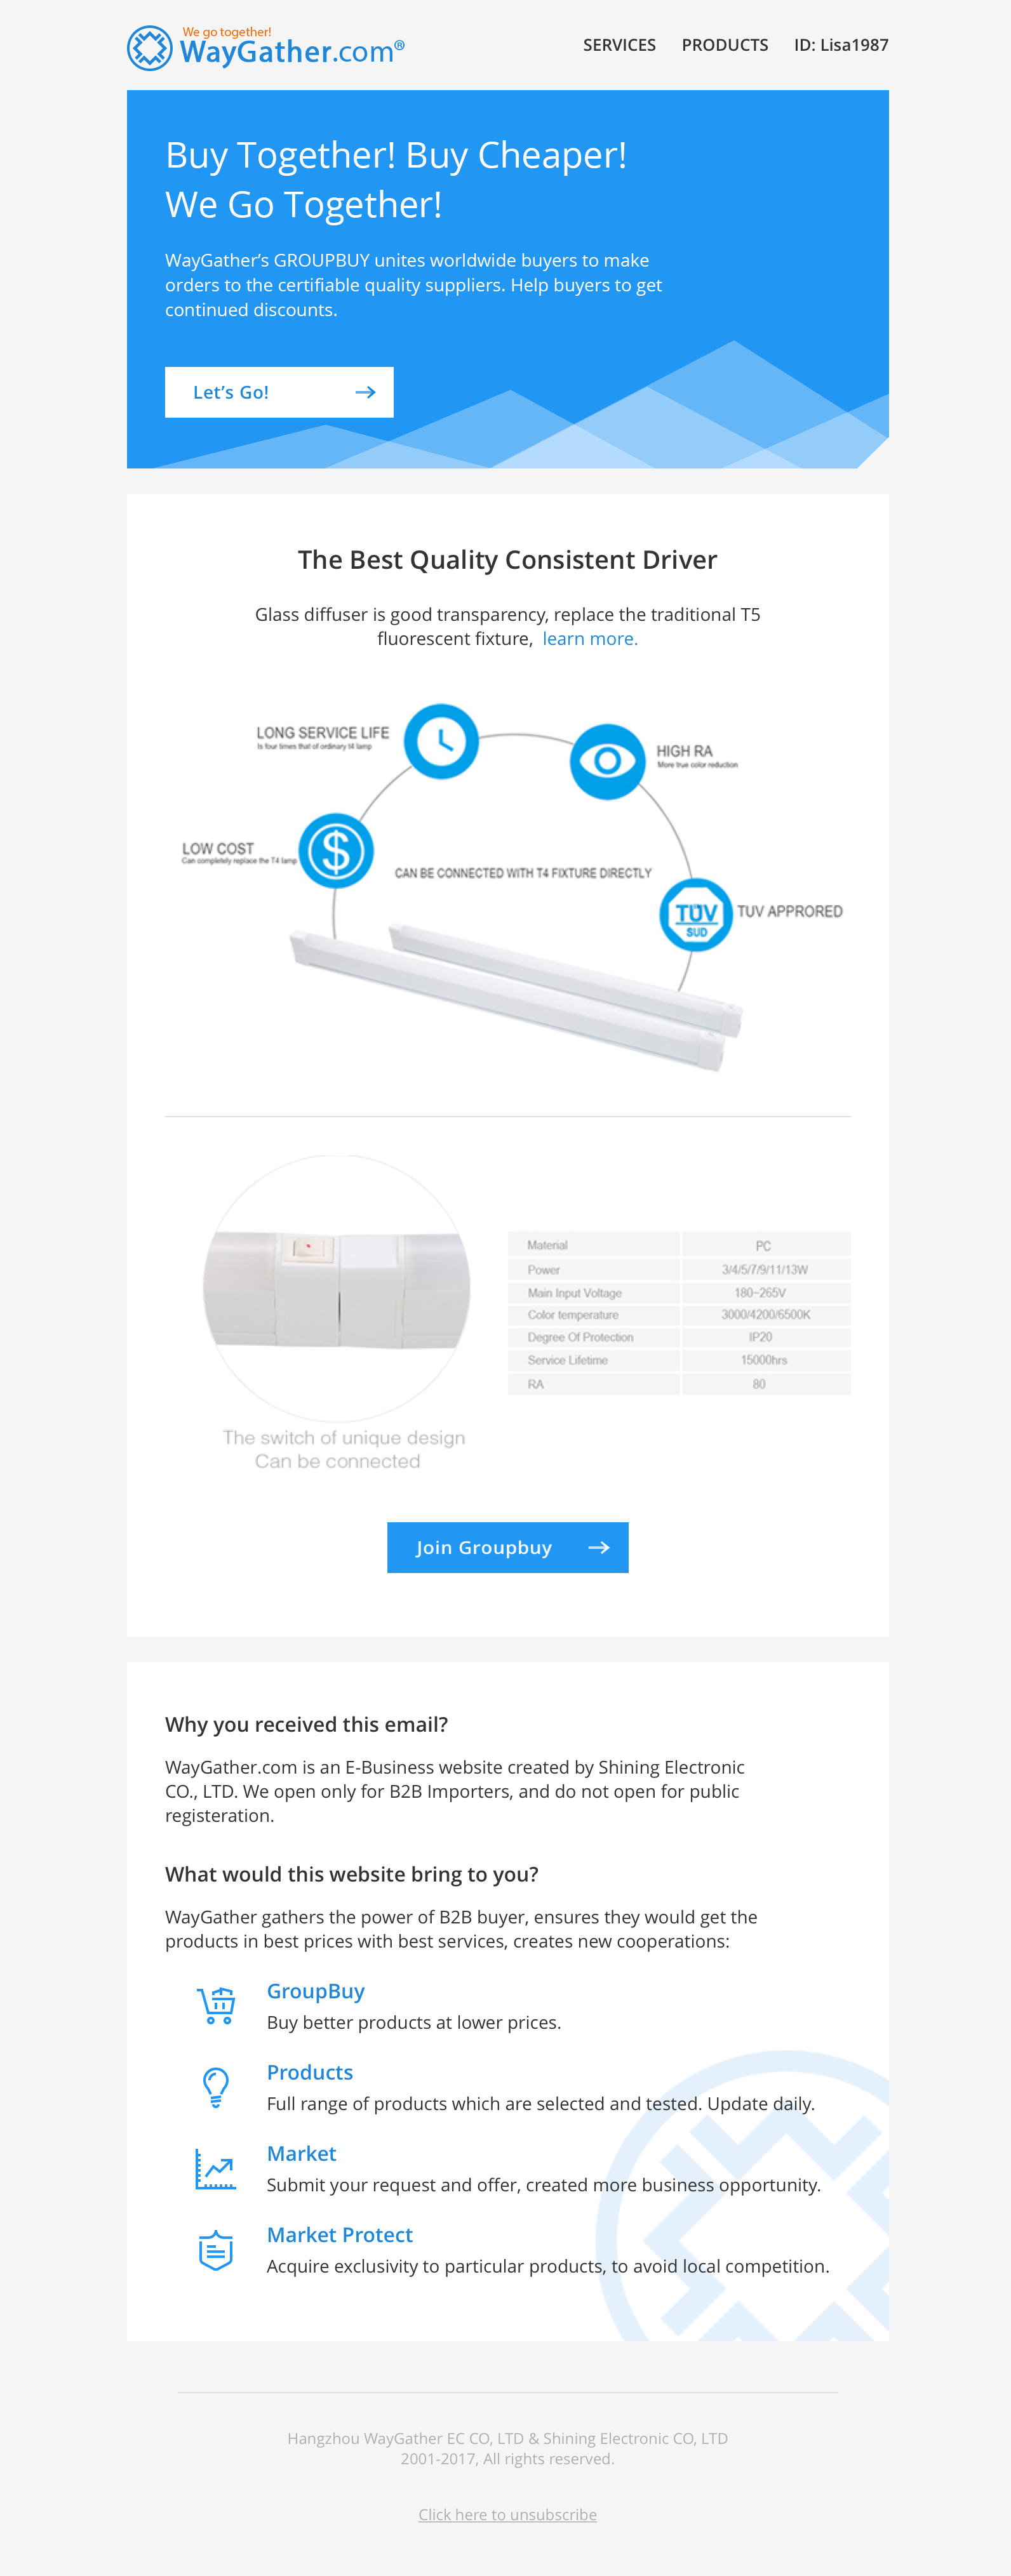 We go together!
WayGather.com®
SERVICES PRODUCTS ID: Lisa1987
Buy Together! Buy Cheaper!
We Go Together!
WayGather’s GROUPBUY unites worldwide buyers to make
orders to the certifiable quality suppliers. Help buyers to get
continued discounts.
Let’s Go!
The Best Quality Consistent Driver
Glass diffuser is good transparency, replace the traditional T5
fluorescent fixture, learn more.
LONG SERVICE LIFE
Is four times that of ordinary t4 lamp
HIGH RA
More true color reduction
LOW COST
Can completely replace the T4 lamp
CAN BE CONNECTED WITH T4 FIXTURE DIRECTLY
TÜV
SUD
TUV APPRORED
Material PC
Power 3/4/5/7/9/11/13W
Main Input Voltage 180~265V
Color temperature 3000/4200/6500K
Degree Of Protection IP20
Service Lifetime 15000hrs
RA 80
The switch of unique design
Can be connected
Join Groupbuy
Why you received this email?
WayGather.com is an E-Business website created by Shining Electronic
CO., LTD. We open only for B2B Importers, and do not open for public
registeration.
What would this website bring to you?
WayGather gathers the power of B2B buyer, ensures they would get the
products in best prices with best services, creates new cooperations:
GroupBuy
Buy better products at lower prices.
Products
Full range of products which are selected and tested. Update daily.
Market
Submit your request and offer, created more business opportunity.
Market Protect
Acquire exclusivity to particular products, to avoid local competition.
Hangzhou WayGather EC CO, LTD & Shining Electronic CO, LTD
2001-2017, All rights reserved.
Click here to unsubscribe